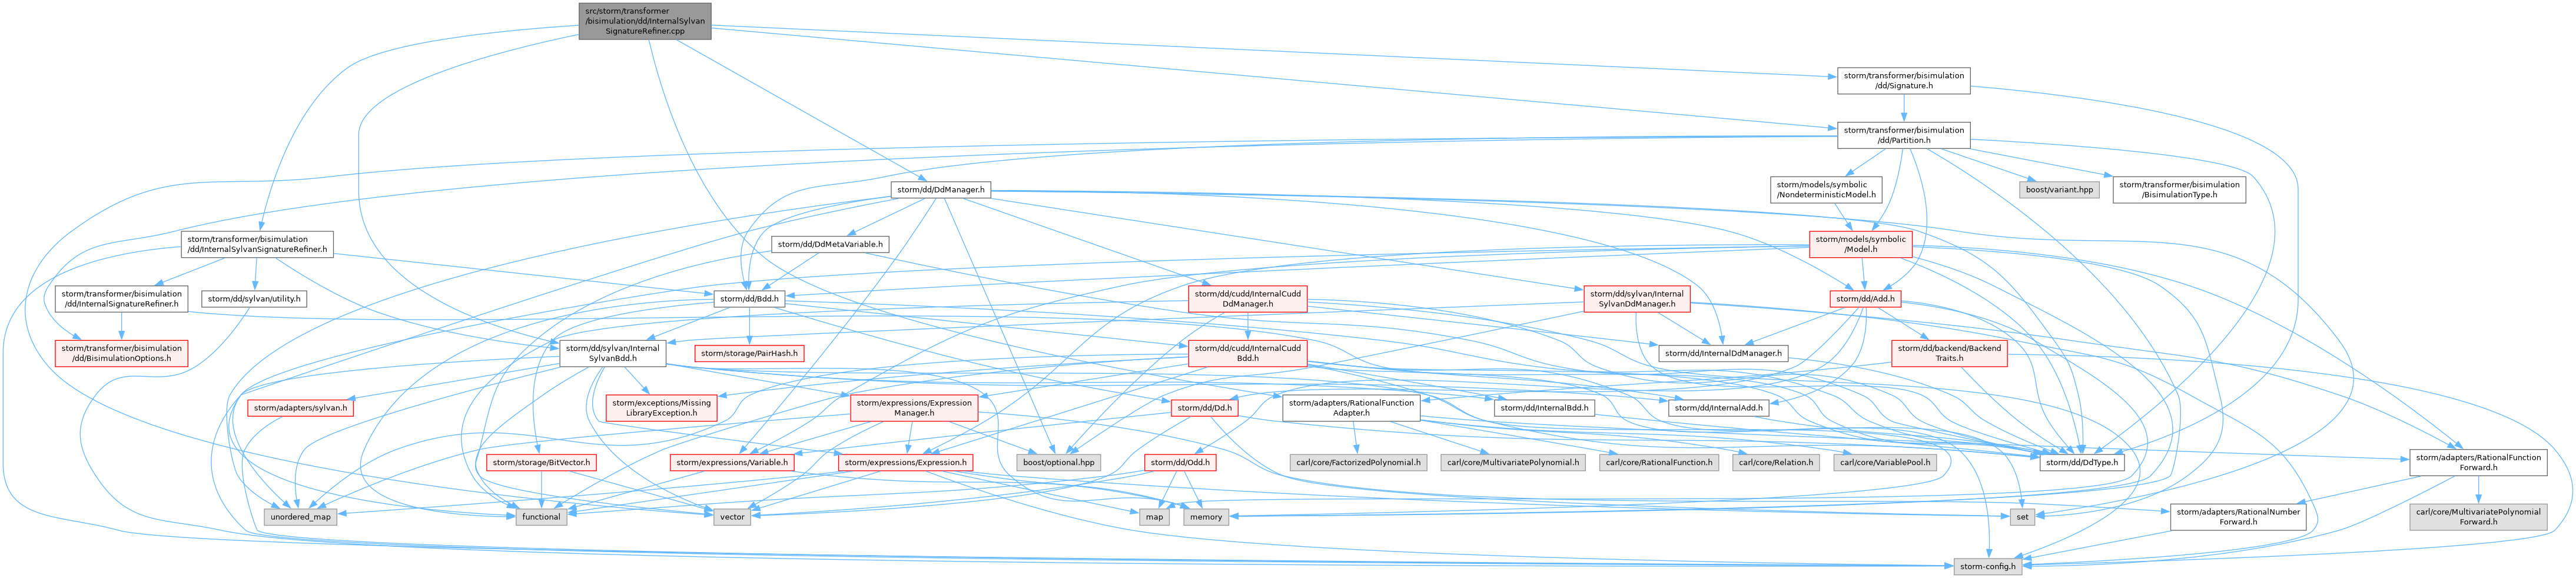 src/storm/transformer
/bisimulation/dd/InternalSylvan
SignatureRefiner.cpp
storm/transformer/bisimulation
/dd/Signature.h
storm/transformer/bisimulation
/dd/Partition.h
storm/dd/DdManager.h
storm/models/symbolic
/NondeterministicModel.h
boost/variant.hpp
storm/transformer/bisimulation
/BisimulationType.h
storm/transformer/bisimulation
/dd/InternalSylvanSignatureRefiner.h
storm/dd/DdMetaVariable.h
storm/models/symbolic
/Model.h
storm/transformer/bisimulation
/dd/InternalSignatureRefiner.h
storm/dd/sylvan/utility.h
storm/dd/Bdd.h
storm/dd/cudd/InternalCudd
DdManager.h
storm/dd/sylvan/Internal
SylvanDdManager.h
storm/dd/Add.h
storm/transformer/bisimulation
/dd/BisimulationOptions.h
storm/dd/sylvan/Internal
SylvanBdd.h
storm/storage/PairHash.h
storm/dd/cudd/InternalCudd
Bdd.h
storm/dd/InternalDdManager.h
storm/dd/backend/Backend
Traits.h
storm/adapters/sylvan.h
storm/exceptions/Missing
LibraryException.h
storm/expressions/Expression
Manager.h
storm/dd/Dd.h
storm/adapters/RationalFunction
Adapter.h
storm/dd/InternalBdd.h
storm/dd/InternalAdd.h
storm/storage/BitVector.h
storm/expressions/Variable.h
storm/expressions/Expression.h
boost/optional.hpp
storm/dd/Odd.h
carl/core/FactorizedPolynomial.h
carl/core/MultivariatePolynomial.h
carl/core/RationalFunction.h
carl/core/Relation.h
carl/core/VariablePool.h
storm/dd/DdType.h
storm/adapters/RationalFunction
Forward.h
unordered_map
functional
vector
map
memory
set
storm/adapters/RationalNumber
Forward.h
carl/core/MultivariatePolynomial
Forward.h
storm-config.h